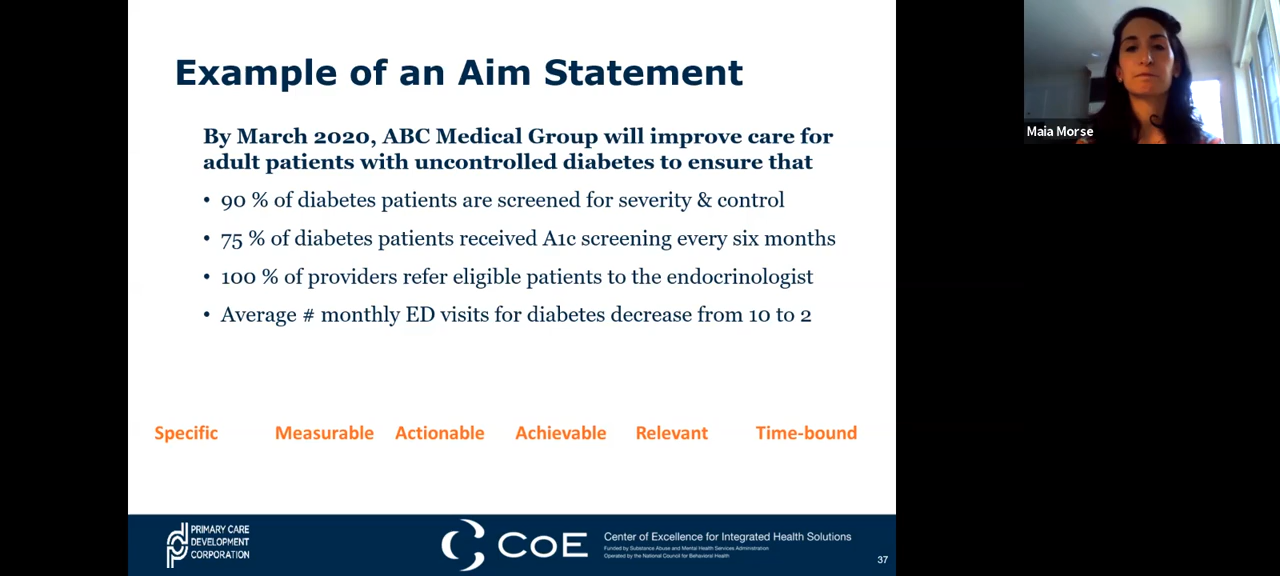 Example of an Aim Statement
By March 2020, ABC Medical Group will improve care for
adult patients with uncontrolled diabetes to ensure that
• 90 % of diabetes patients are screened for severity & control
• 75 % of diabetes patients received A1c screening every six months
• 100 % of providers refer eligible patients to the endocrinologist
• Average # monthly ED visits for diabetes decrease from 10 to 2
Specific Measurable Actionable Achievable Relevant Time-bound
PRIMARY CARE
DEVELOPMENT
CORPORATION
CoE
Center of Excellence for Integrated Health Solutions
Funded by Substance Abuse and Mental Health Services Administration
Operated by the National Council for Behavioral Health
37
Maia Morse